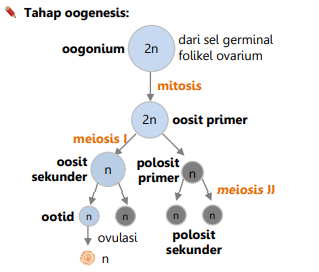 Tahap oogenesis:
oogonium 2n dari sel germinal
folikel ovarium
mitosis
2n oosit primer
meiosis I
oosit
sekunder n
polosit
primer n
meiosis II
ootid n n n n
ovulasi
polosit
sekunder
n